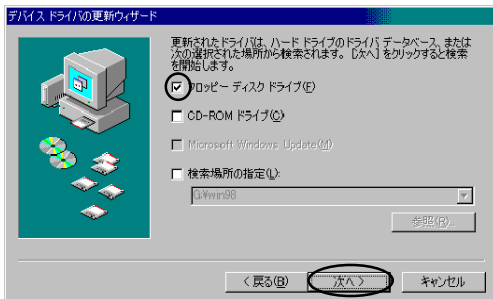 デバイス ドライバの更新ウィザード
更新されたドライバは、ハード ドライブのドライバ データベース、または
次の選択された場所から検索されます。[次へ] をクリックすると検索
を開始します。
フロッピー ディスク ドライブ(F)
CD-ROM ドライブ(C)
Microsoft Windows Update(M)
検索場所の指定(L):
G:¥win98
参照(R)...
< 戻る(B)
次へ >
キャンセル